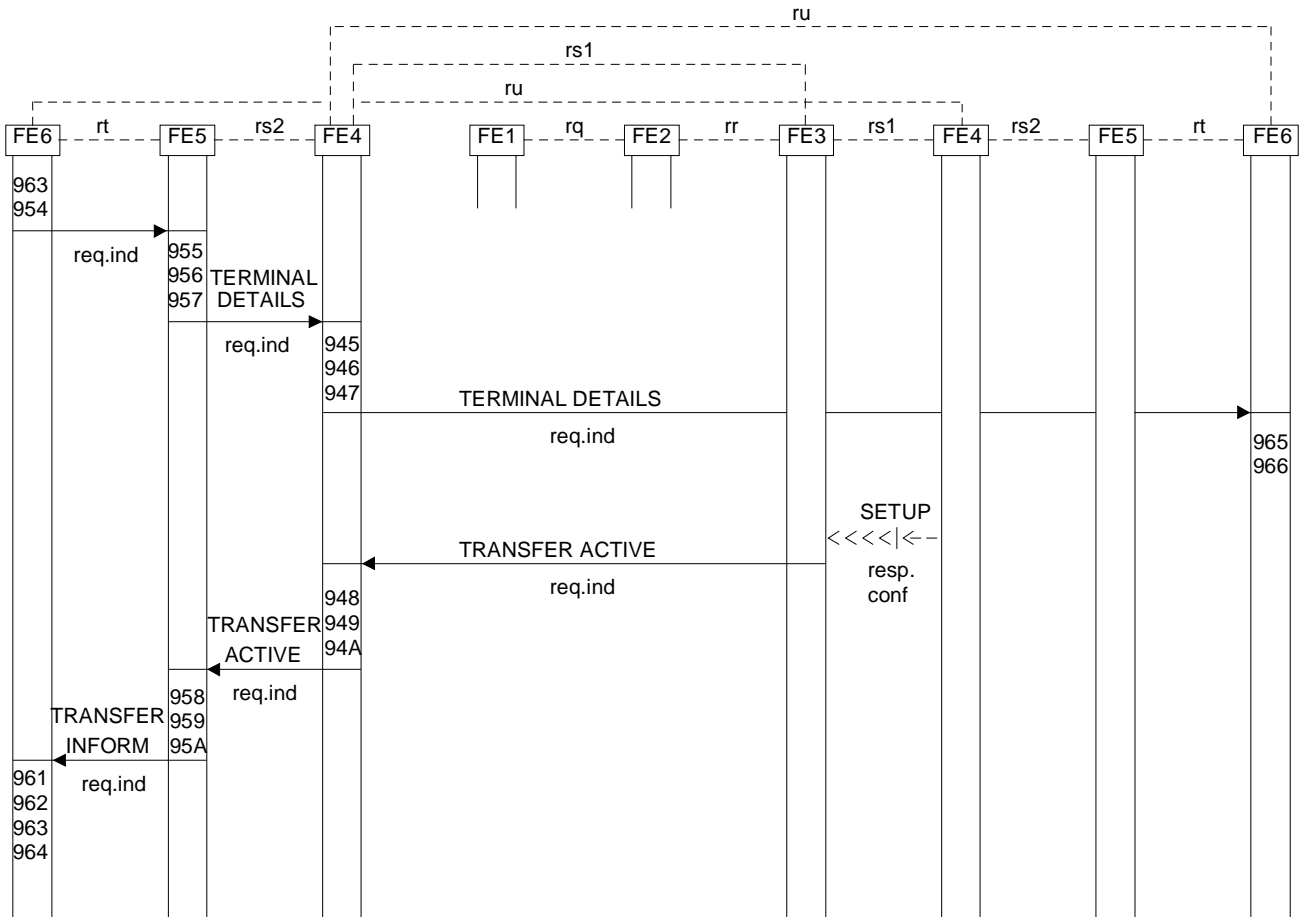 ru
rs1
ru
FE6 rt FE5 rs2 FE4 FE1 rq FE2 rr FE3 rs1 FE4 rs2 FE5 rt FE6
963
954
req.ind
955
956
957
TERMINAL
DETAILS
req.ind
945
946
947
TERMINAL DETAILS
req.ind
965
966
SETUP
resp.
conf
TRANSFER ACTIVE
req.ind
948
949
94A
TRANSFER
ACTIVE
req.ind
958
959
95A
TRANSFER
INFORM
req.ind
961
962
963
964